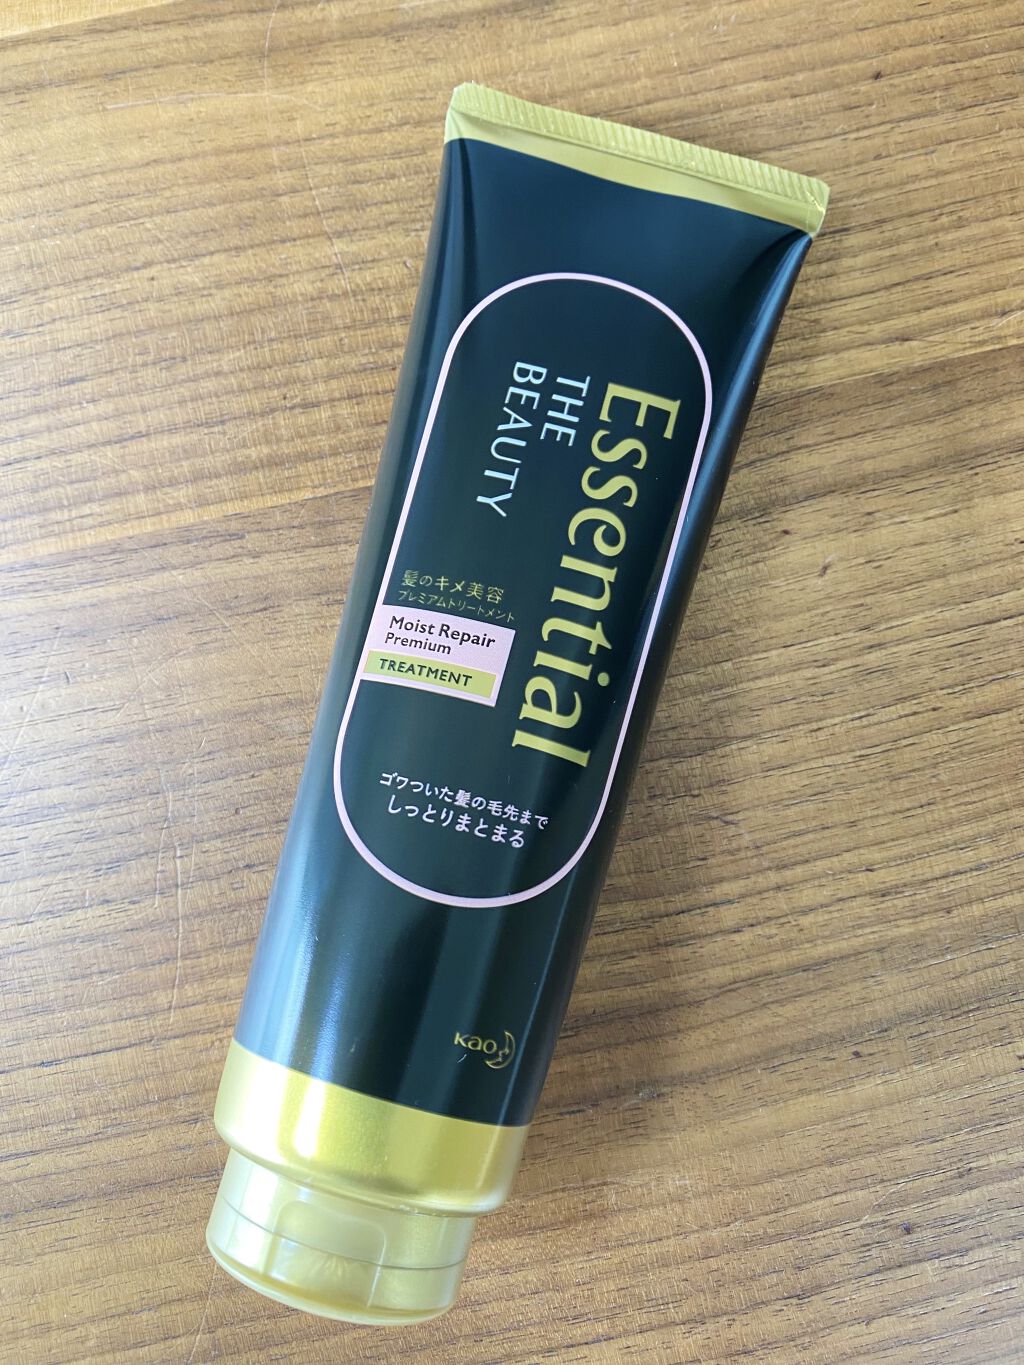 Essential
THE
BEAUTY
髪のキメ美容
プレミアムトリートメント
Moist Repair
Premium
TREATMENT
ゴワついた髪の毛先まで
しっとりまとまる
Kao